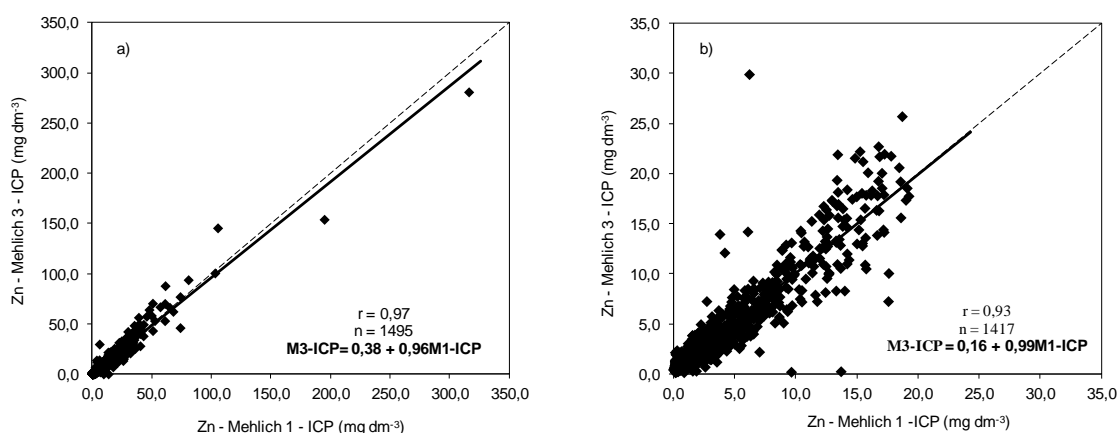 a)
350,0
300,0
250,0
200,0
150,0
100,0
50,0
0,0
Zn - Mehlich 3 - ICP (mg dm-3)
r = 0,97
n = 1495
M3-ICP= 0,38 + 0,96M1-ICP
0,0 50,0 100,0 150,0 200,0 250,0 300,0 350,0
Zn - Mehlich 1 - ICP (mg dm-3)
b)
35,0
30,0
25,0
20,0
15,0
10,0
5,0
0,0
Zn - Mehlich 3 - ICP (mg dm-3)
r = 0,93
n = 1417
M3-ICP= 0,16 + 0,99M1-ICP
0,0 5,0 10,0 15,0 20,0 25,0 30,0 35,0
Zn - Mehlich 1 -ICP (mg dm-3)